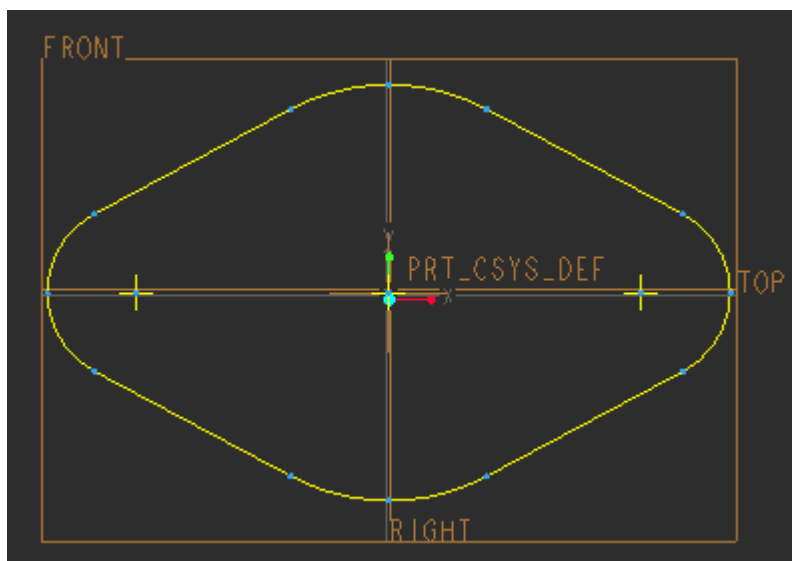 FRONT
Y
PRT_CSYS_DEF
X
TOP
RIGHT